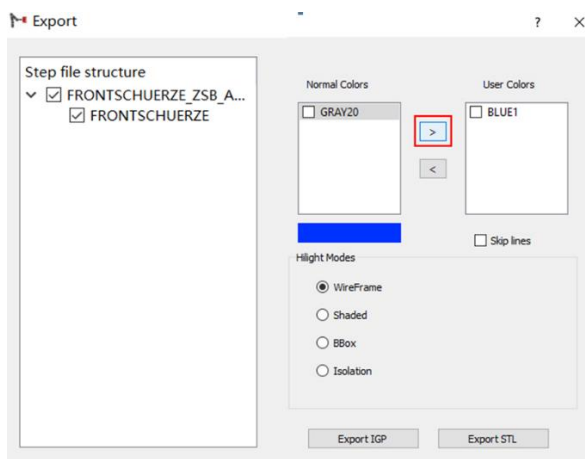 Export
?
Step file structure
FRONTSCHUERZE_ZSB_A...
FRONTSCHUERZE
Normal Colors
User Colors
GRAY20
BLUE1
>
<
Skip lines
Hilight Modes
WireFrame
Shaded
BBox
Isolation
Export IGP
Export STL